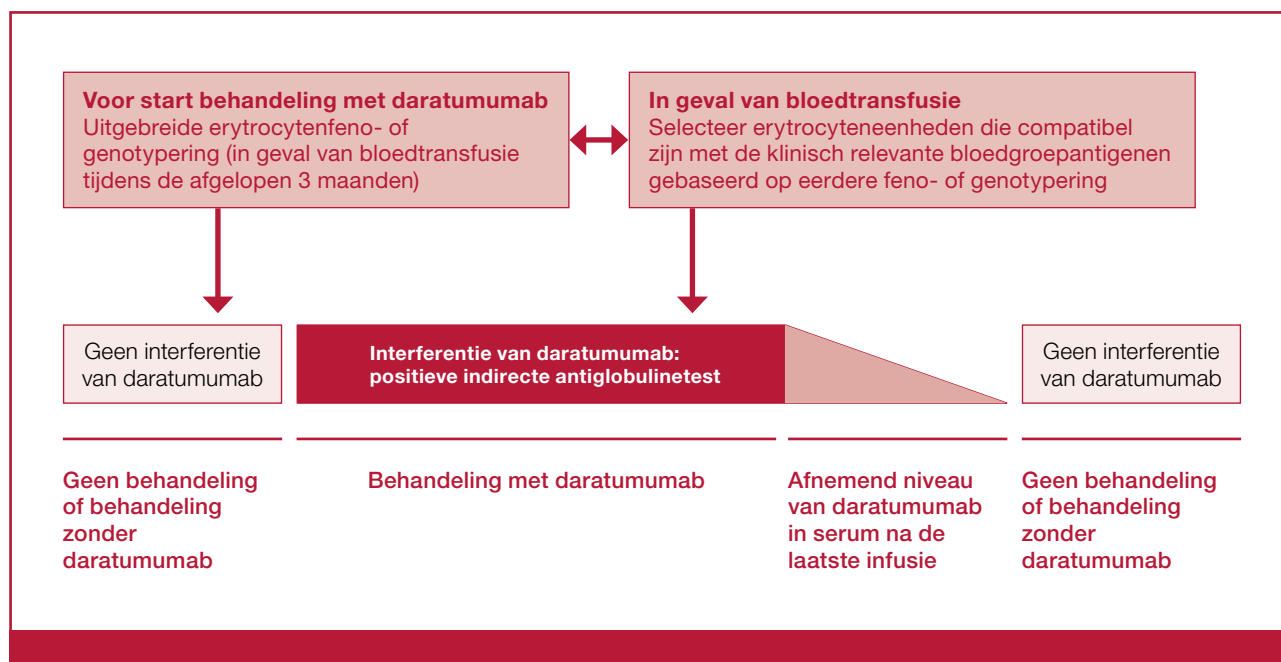 Voor start behandeling met daratumumab
Uitgebreide erytrocytenfeno- of
genotypering (in geval van bloedtransfusie
tijdens de afgelopen 3 maanden)
In geval van bloedtransfusie
Selecteer erytrocyteneenheden die compatibel
zijn met de klinisch relevante bloedgroepantigenen
gebaseerd op eerdere feno- of genotypering
Geen interferentie
van daratumumab
Interferentie van daratumumab:
positieve indirecte antiglobulinetest
Geen interferentie
van daratumumab
Geen behandeling
of behandeling
zonder
daratumumab
Behandeling met daratumumab
Afnemend niveau
van daratumumab
in serum na de
laatste infusie
Geen behandeling
of behandeling
zonder
daratumumab